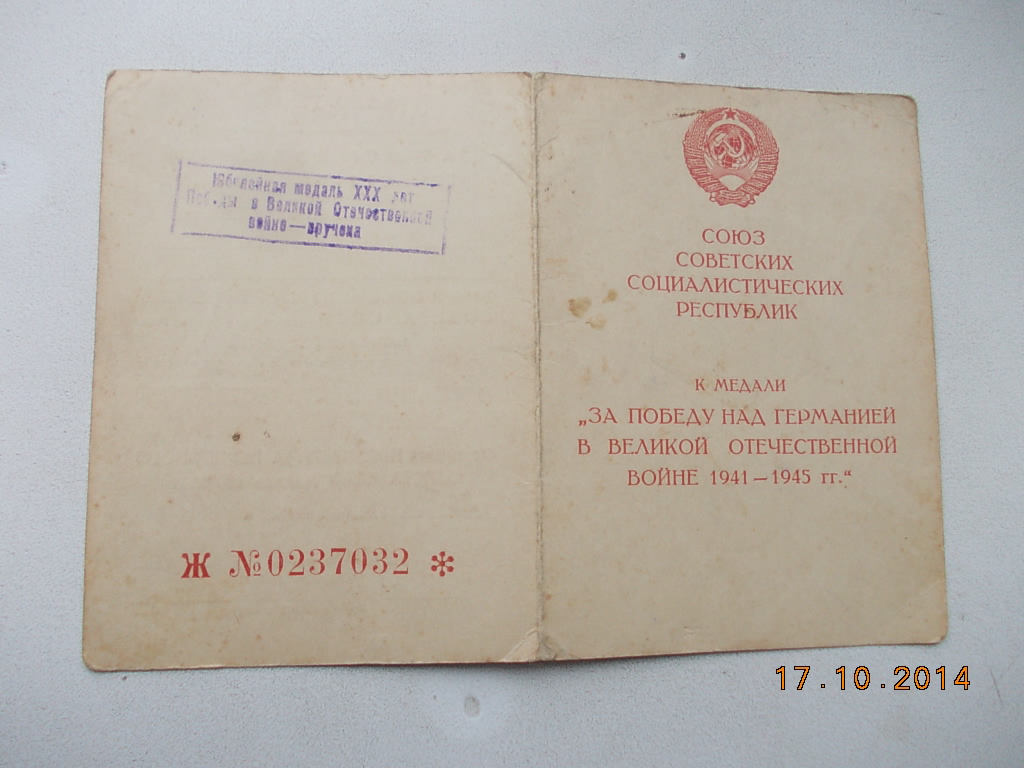 Юбилейная медаль XXX лет
Победы в Великой Отечественной
войне — вручена
Ж №0237032 *
СОЮЗ
СОВЕТСКИХ
СОЦИАЛИСТИЧЕСКИХ
РЕСПУБЛИК
К МЕДАЛИ
„ЗА ПОБЕДУ НАД ГЕРМАНИЕЙ
В ВЕЛИКОЙ ОТЕЧЕСТВЕННОЙ
ВОЙНЕ 1941 — 1945 гг.“
17.10.2014